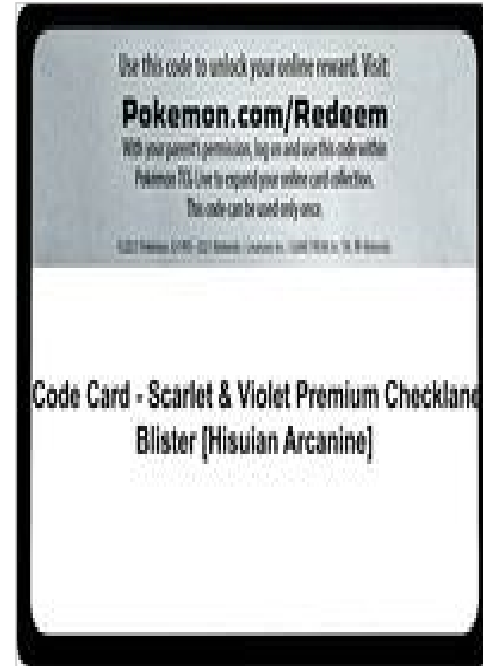 Use this code to unlock your online reward. Visit:
Pokemon.com/Redeem
With your parent's permission, log on and use this code within
Pokémon TCG Live to expand your online card collection.
This code can be used only once.
Code Card - Scarlet & Violet Premium Checklane
Blister [Hisuian Arcanine]